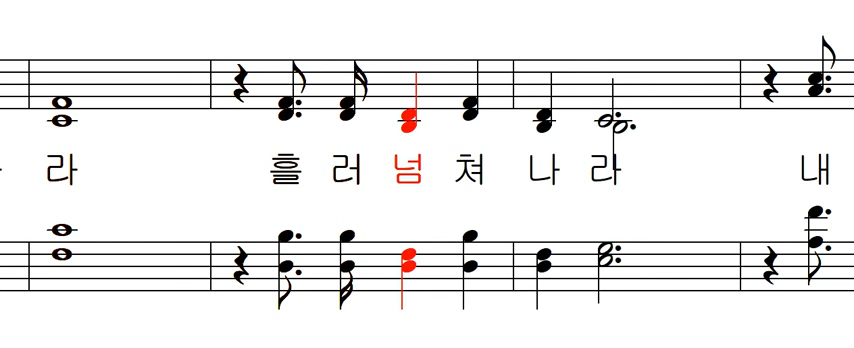 라 흘 러 넘 쳐 나 라 내